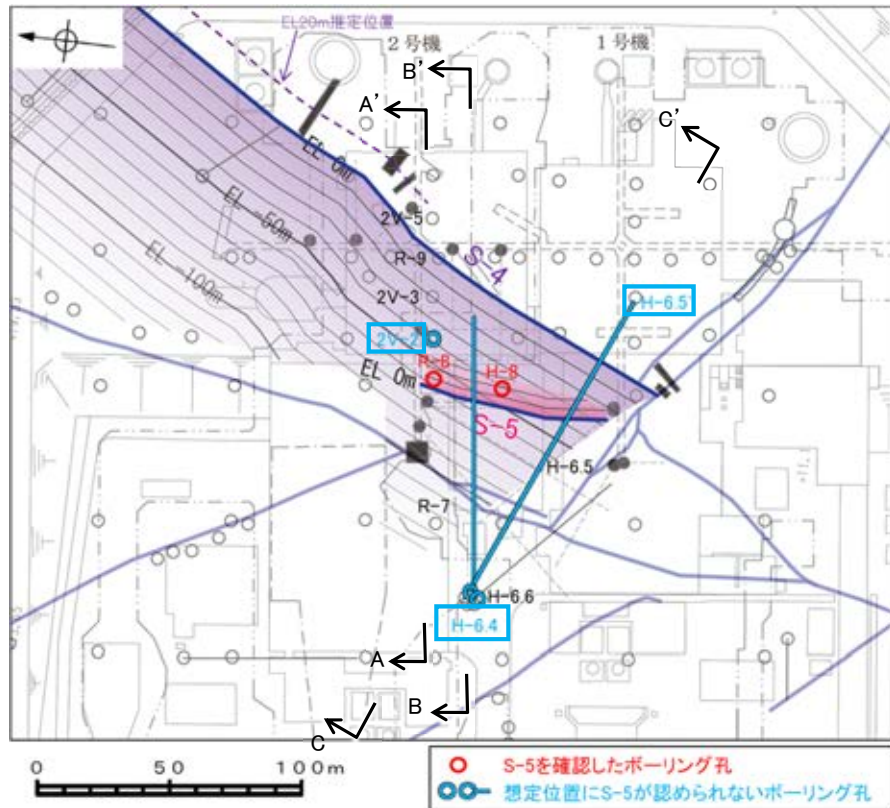 EL20m推定位置
2号機
1号機
B'
A'
C'
EL 0m
2V-5
EL -50m
S-4
R-9
EL -100m
2V-3
H-6.5'
2V-2
R-8
H-8
EL 0m
S-5
H-6.5
R-7
H-6.6
H-6.4
A
B
C
0 50 100m
S-5を確認したボーリング孔
想定位置にS-5が認められないボーリング孔